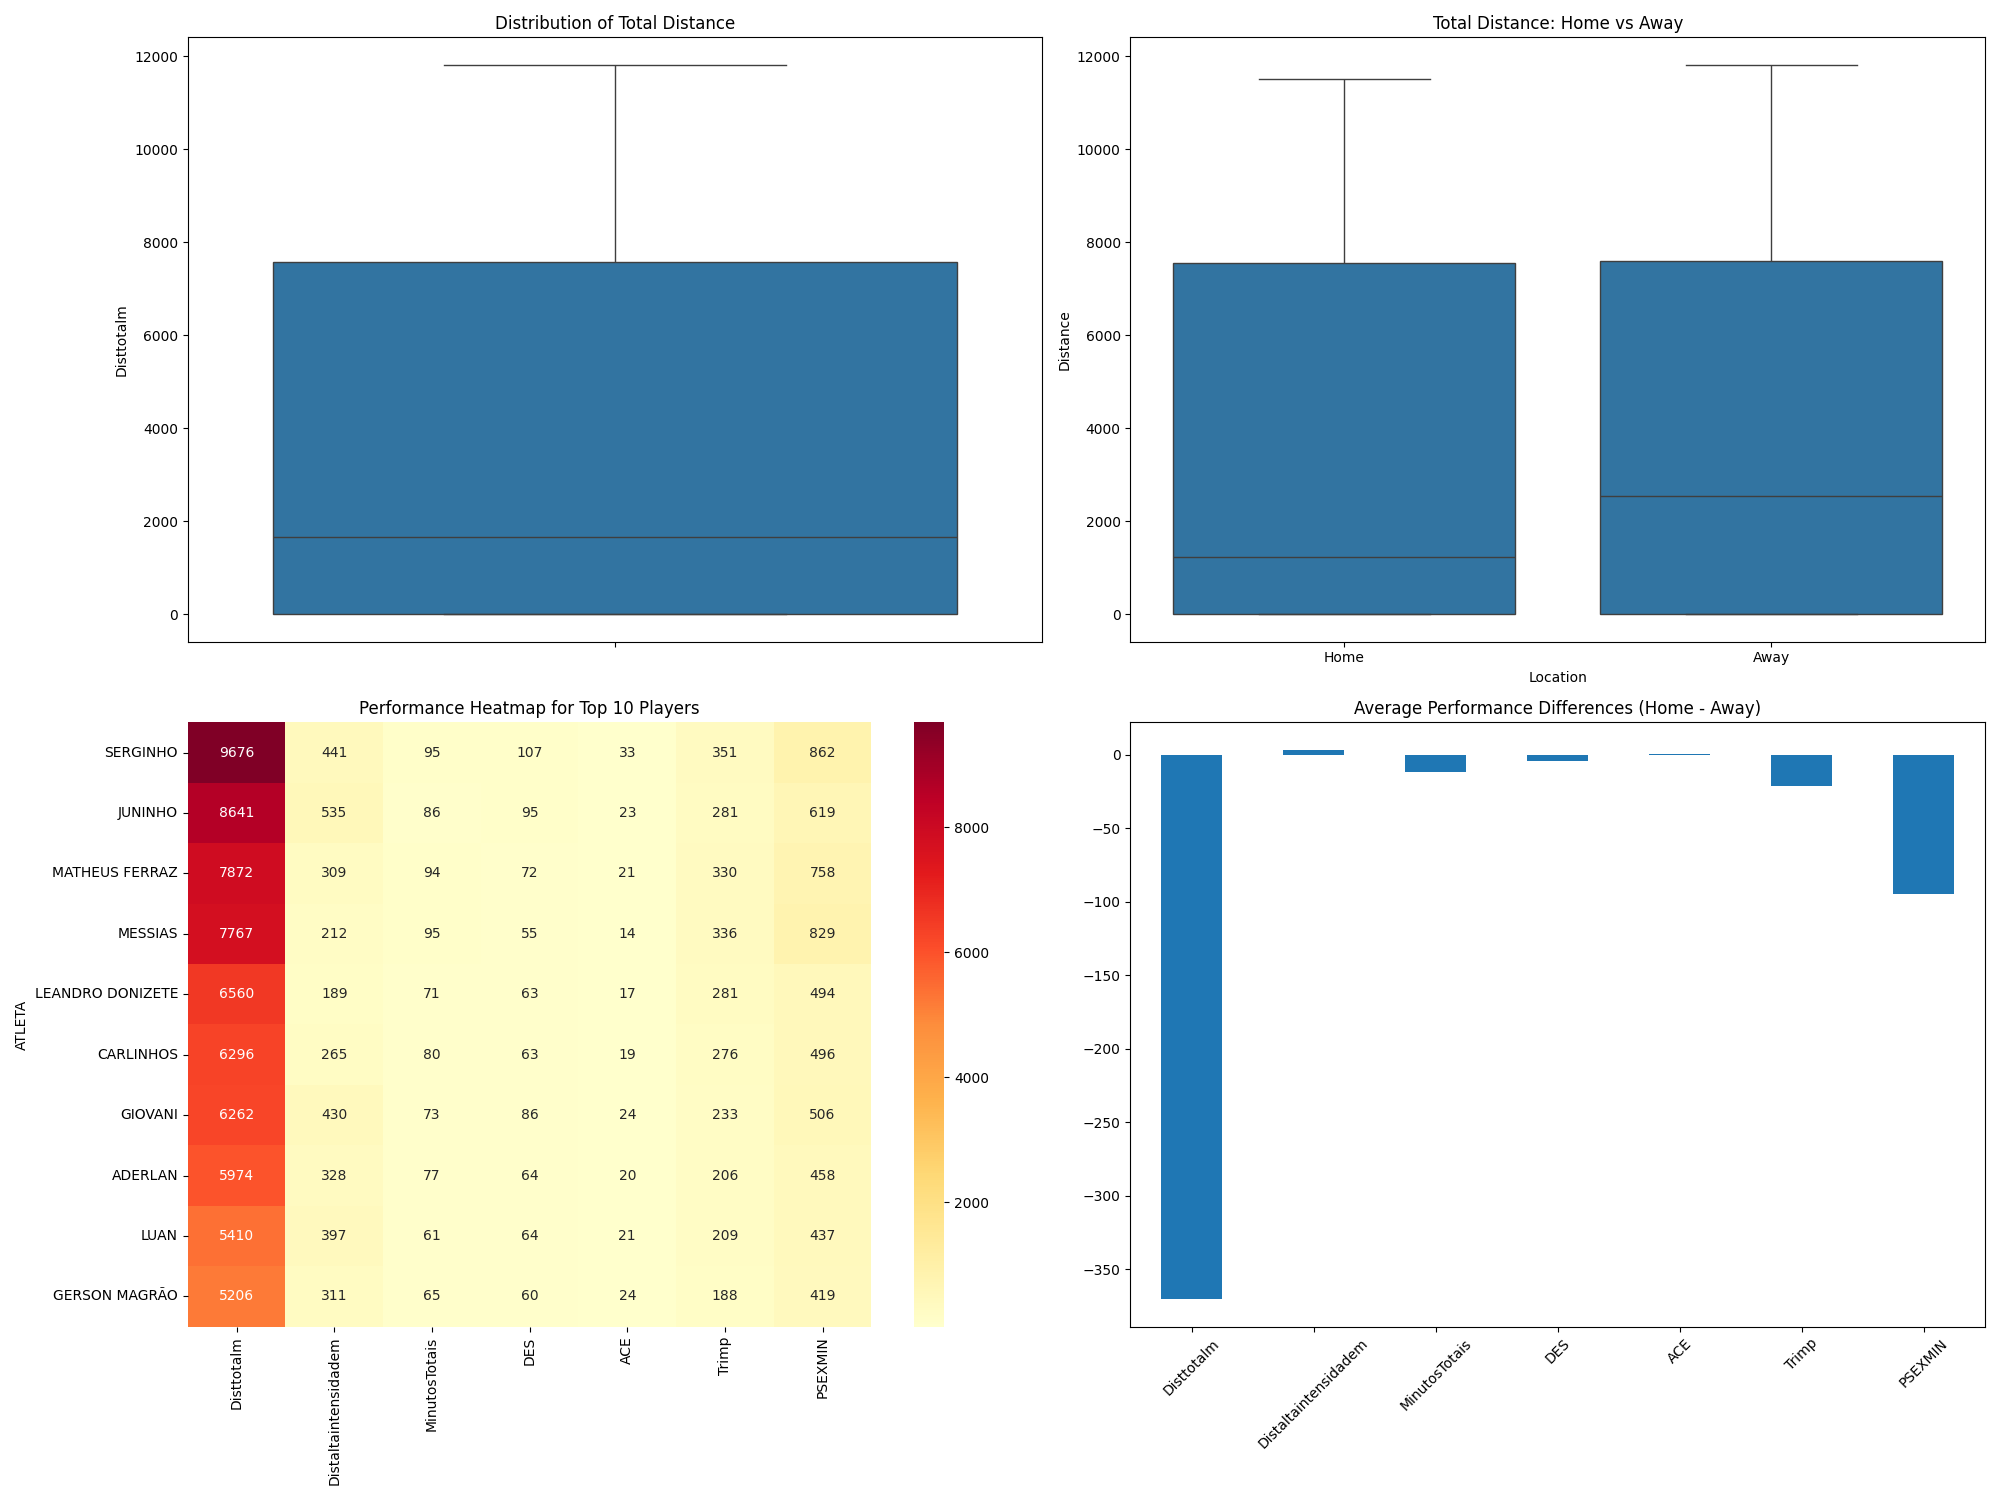 Distribution of Total Distance
12000
10000
8000
6000
4000
2000
0
Disttotalm
Total Distance: Home vs Away
12000
10000
8000
6000
4000
2000
0
Distance
Home Away
Location
Performance Heatmap for Top 10 Players
ATLETA
SERGINHO 9676 441 95 107 33 351 862
JUNINHO 8641 535 86 95 23 281 619
MATHEUS FERRAZ 7872 309 94 72 21 330 758
MESSIAS 7767 212 95 55 14 336 829
LEANDRO DONIZETE 6560 189 71 63 17 281 494
CARLINHOS 6296 265 80 63 19 276 496
GIOVANI 6262 430 73 86 24 233 506
ADERLAN 5974 328 77 64 20 206 458
LUAN 5410 397 61 64 21 209 437
GERSON MAGRÃO 5206 311 65 60 24 188 419
Disttotalm Distaltaintensidadem MinutosTotais DES ACE Trimp PSEXMIN
8000
6000
4000
2000
Average Performance Differences (Home - Away)
0
−50
−100
−150
−200
−250
−300
−350
Disttotalm Distaltaintensidadem MinutosTotais DES ACE Trimp PSEXMIN